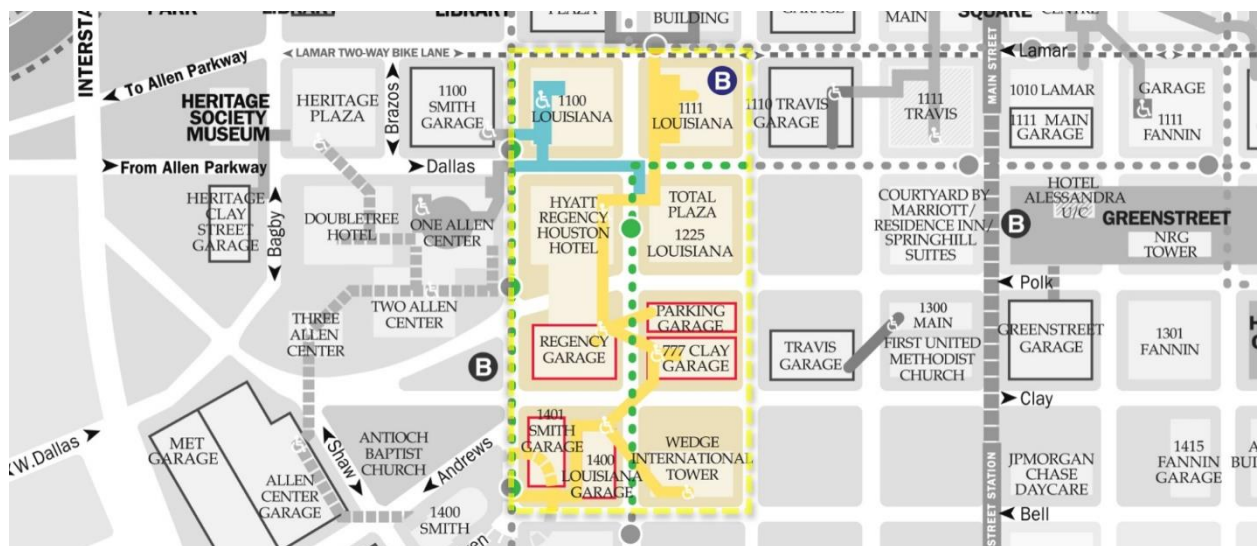 PARK
LIBRARY
LIBRARY
PLAZA
BUILDING
GARAGE
MAIN
SQUARE
CENTRE
INTERSTA
LAMAR TWO-WAY BIKE LANE
Lamar
To Allen Parkway
HERITAGE
SOCIETY
MUSEUM
HERITAGE
PLAZA
Brazos
1100
SMITH
GARAGE
1100
LOUISIANA
B
1111
LOUISIANA
1110 TRAVIS
GARAGE
1111
TRAVIS
MAIN STREET
1010 LAMAR
1111 MAIN
GARAGE
GARAGE
1111
FANNIN
From Allen Parkway
Dallas
HERITAGE
CLAY
STREET
GARAGE
Bagby
DOUBLETREE
HOTEL
ONE ALLEN
CENTER
HYATT
REGENCY
HOUSTON
HOTEL
TOTAL
PLAZA
1225
LOUISIANA
COURTYARD BY
MARRIOTT/
RESIDENCE INN/
SPRINGHILL
SUITES
B
HOTEL
ALESSANDRA
U/C
GREENSTREET
NRG
TOWER
Polk
THREE
ALLEN
CENTER
TWO ALLEN
CENTER
B
REGENCY
GARAGE
PARKING
GARAGE
777 CLAY
GARAGE
TRAVIS
GARAGE
1300
MAIN
FIRST UNITED
METHODIST
CHURCH
GREENSTREET
GARAGE
1301
FANNIN
Clay
W.Dallas
MET
GARAGE
ALLEN
CENTER
GARAGE
Shaw
ANTIOCH
BAPTIST
CHURCH
Andrews
1400
SMITH
1401
SMITH
GARAGE
1400
LOUISIANA
GARAGE
WEDGE
INTERNATIONAL
TOWER
STREET STATION
JPMORGAN
CHASE
DAYCARE
1415
FANNIN
GARAGE
Bell